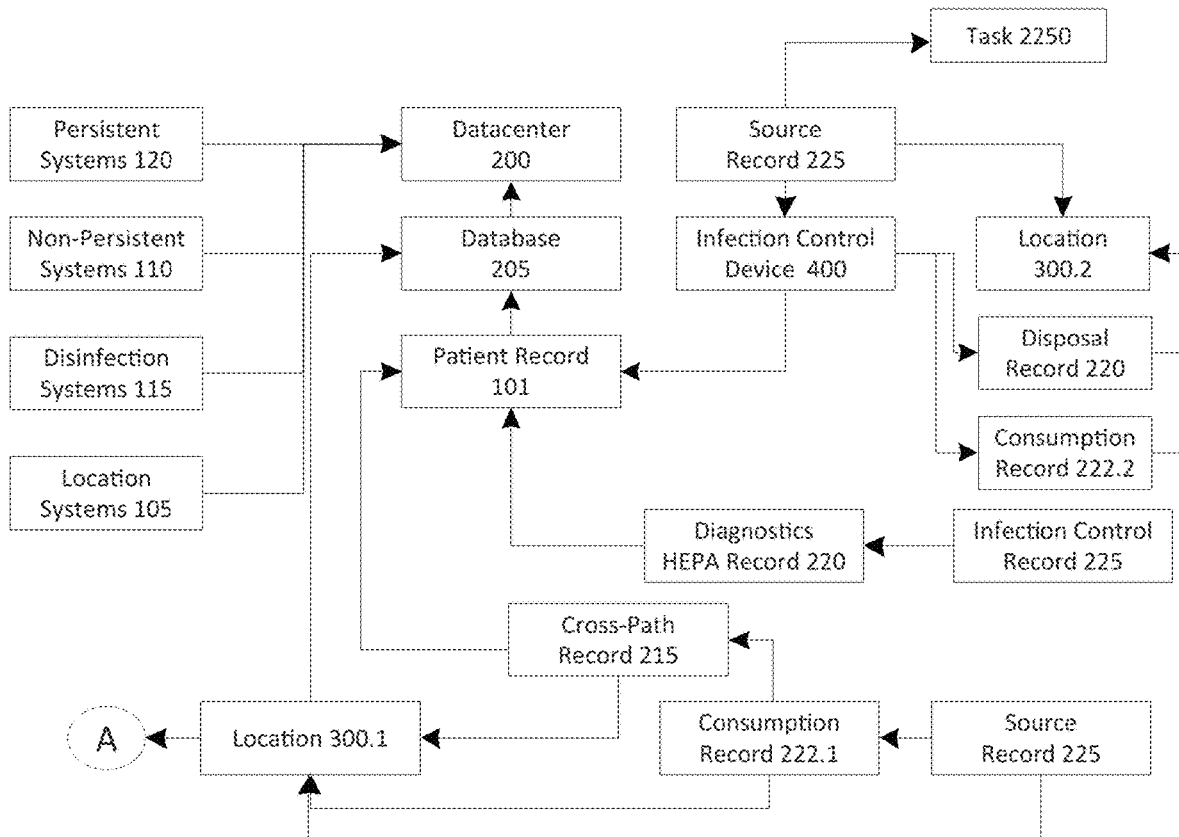 Task 2250
Persistent
Systems 120
Datacenter
200
Source
Record 225
Non-Persistent
Systems 110
Database
205
Infection Control
Device 400
Location
300.2
Disinfection
Systems 115
Patient Record
101
Disposal
Record 220
Consumption
Record 222.2
Location
Systems 105
Diagnostics
HEPA Record 220
Infection Control
Record 225
Cross-Path
Record 215
A
Location 300.1
Consumption
Record 222.1
Source
Record 225